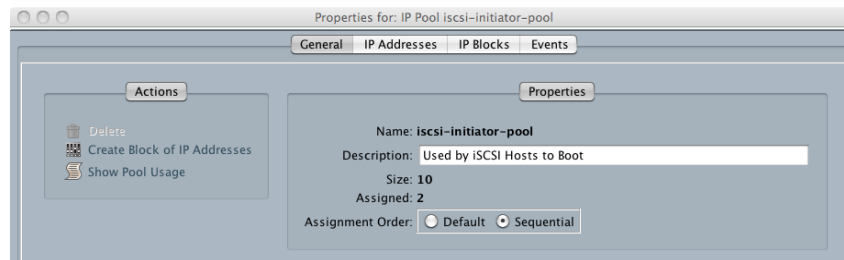 Properties for: IP Pool iscsi-initiator-pool
General IP Addresses IP Blocks Events
Actions
Delete
Create Block of IP Addresses
Show Pool Usage
Properties
Name: iscsi-initiator-pool
Description: Used by iSCSI Hosts to Boot
Size: 10
Assigned: 2
Assignment Order: Default Sequential